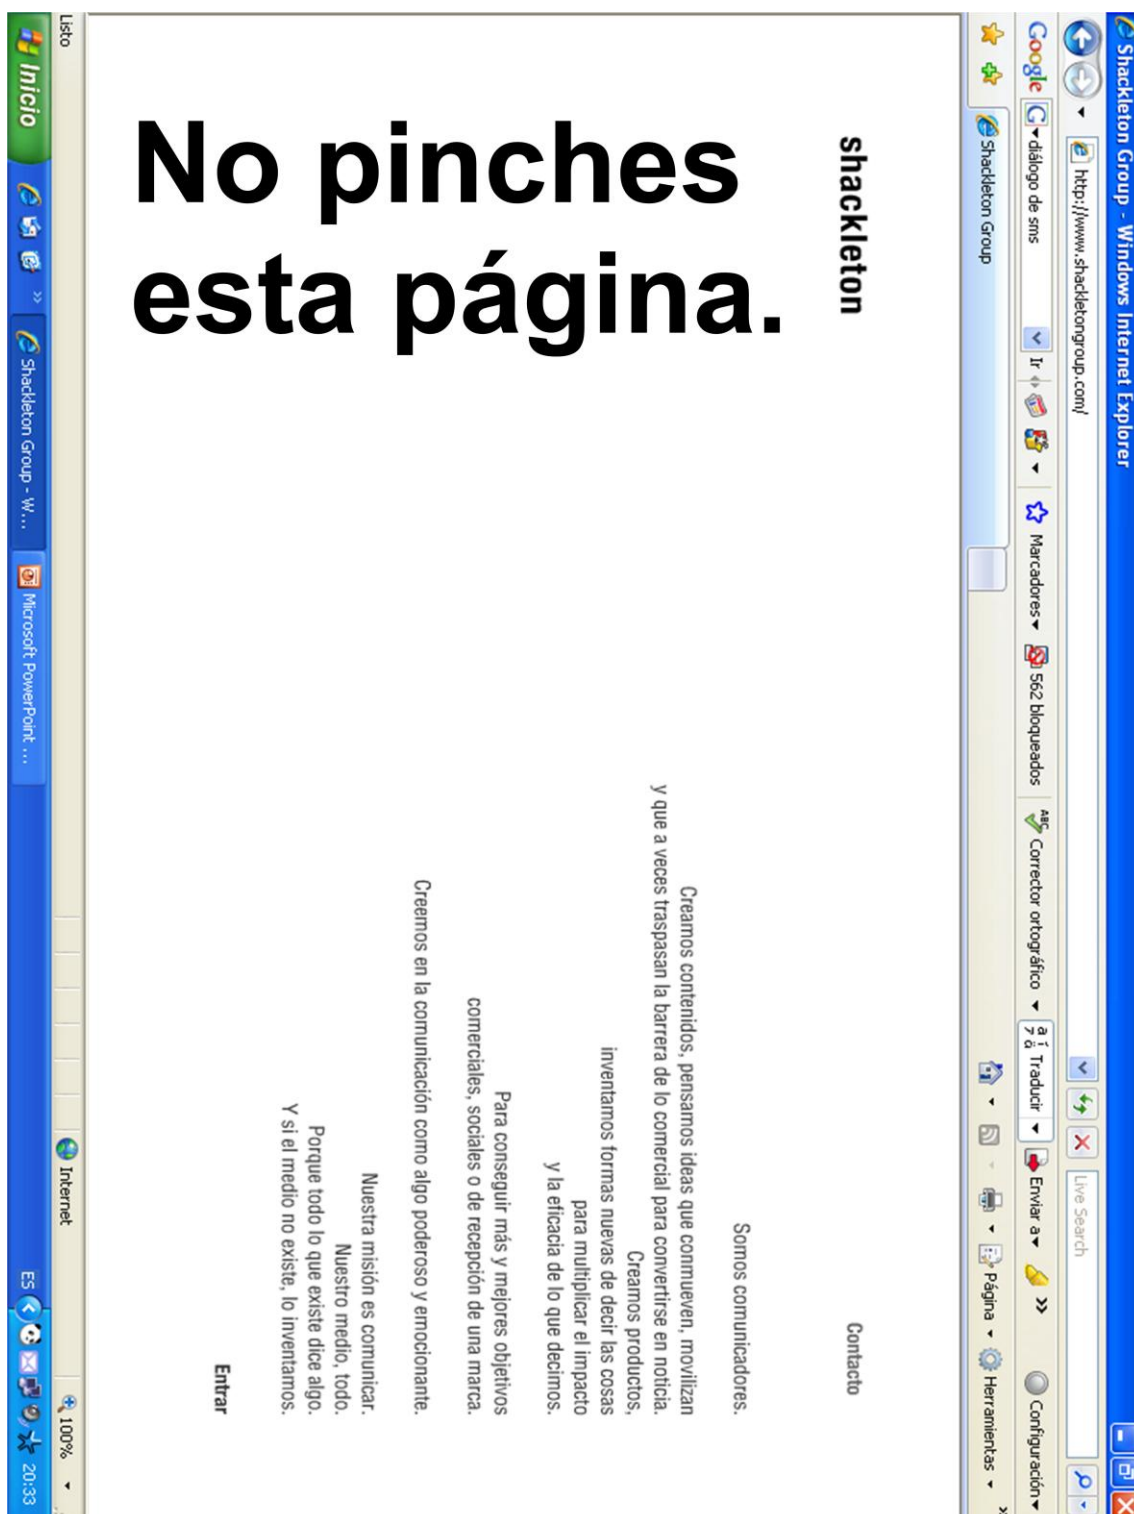 No pinches
esta página.
Shackleton Group - Windows Internet Explorer
http://www.shackletongroup.com/
Live Search
Google
diálogo de sms
Ir
Marcadores
562 bloqueados
Corrector ortográfico
Traducir
Enviar a
Configuración
Shackleton Group
Página
Herramientas
shackleton
Contacto
Somos comunicadores.
Creamos contenidos, pensamos ideas que conmueven, movilizan
y que a veces traspasan la barrera de lo comercial para convertirse en noticia.
Creamos productos,
inventamos formas nuevas de decir las cosas
para multiplicar el impacto
y la eficacia de lo que decimos.
Para conseguir más y mejores objetivos
comerciales, sociales o de recepción de una marca.
Creemos en la comunicación como algo poderoso y emocionante.
Nuestra misión es comunicar.
Nuestro medio, todo.
Porque todo lo que existe dice algo.
Y si el medio no existe, lo inventamos.
Entrar
Listo
Internet
100%
Inicio
Shackleton Group - W...
Microsoft PowerPoint ...
ES
20:33